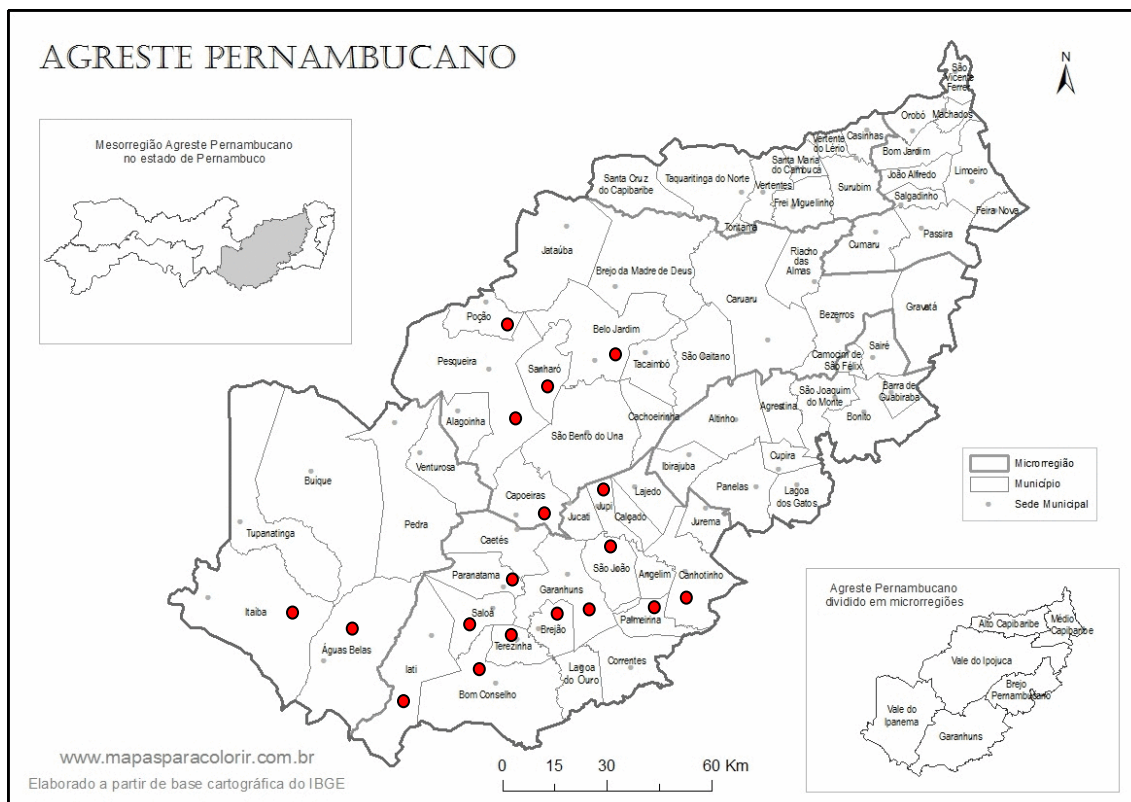 AGRESTE PERNAMBUCANO
N
Mesorregião Agreste Pernambucano
no estado de Pernambuco
São
Vicente
Ferrer
Orobó
Machados
Vertente
do Lério
Casinhas
Bom Jardim
Santa Maria
do Cambucá
João Alfredo
Limoeiro
Santa Cruz
do Capibaribe
Taquaritinga do Norte
Vertentes
Surubim
Frei Miguelinho
Salgadinho
Feira Nova
Toritama
Passira
Cumaru
Jataúba
Riacho
das
Almas
Brejo da Madre de Deus
Caruaru
Gravatá
Poção
Bezerros
Belo Jardim
Sairé
Pesqueira
Sanharó
Tacaimbó
São Caitano
Camocim de
São Félix
São Joaquim
do Monte
Barra de
Guabiraba
Alagoinha
Cachoeirinha
Altinho
Agrestina
Bonito
São Bento do Una
Venturosa
Ibirajuba
Cupira
Buique
Capoeiras
Jupi
Lajedo
Panelas
Lagoa
dos Gatos
Jucati
Calçado
Jurema
Pedra
Tupanatinga
Caetés
Paranatama
São João
Angelim
Canhotinho
Garanhuns
Itaiba
Saloá
Brejão
Palmeirina
Terezinha
Águas Belas
Iati
Lagoa
do Ouro
Correntes
Bom Conselho
Microrregião
Município
Sede Municipal
Agreste Pernambucano
dividido em microrregiões
Alto Capibaribe
Médio
Capibaribe
Vale do Ipojuca
Brejo
Pernambucano
Vale do
Ipanema
Garanhuns
www.mapasparacolorir.com.br
Elaborado a partir de base cartográfica do IBGE
0 15 30 60 Km